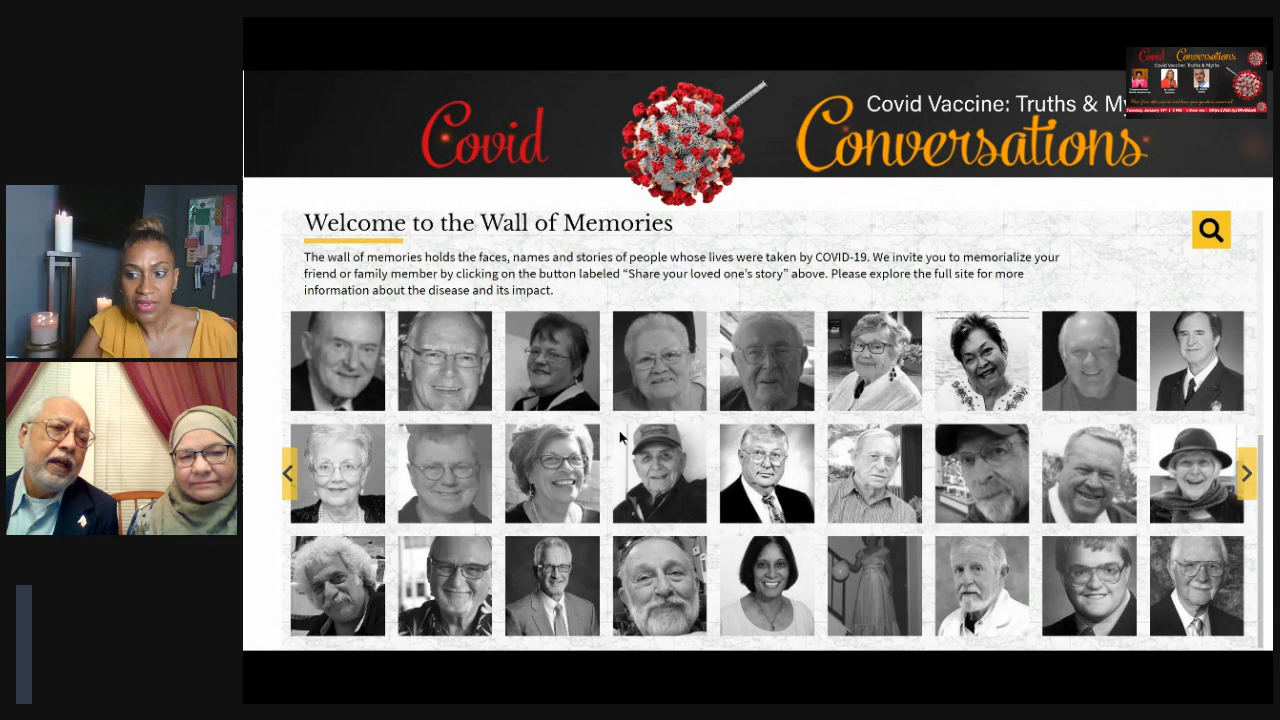 Covid Vaccine: Truths & My
Covid
Conversations
Covid Conversations
Covid Vaccine: Truths & Myths
Welcome to the Wall of Memories
The wall of memories holds the faces, names and stories of people whose lives were taken by COVID-19. We invite you to memorialize your
friend or family member by clicking on the button labeled “Share your loved one’s story” above. Please explore the full site for more
information about the disease and its impact.